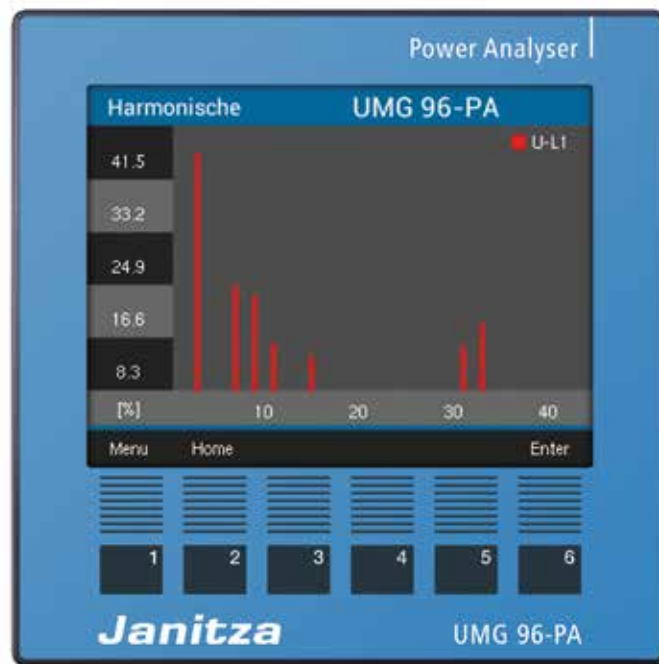 Power Analyser
Harmonische UMG 96-PA
U-L1
41.5
33.2
24.9
16.6
8.3
[%] 10 20 30 40
Menu Home Enter
1 2 3 4 5 6
Janitza UMG 96-PA